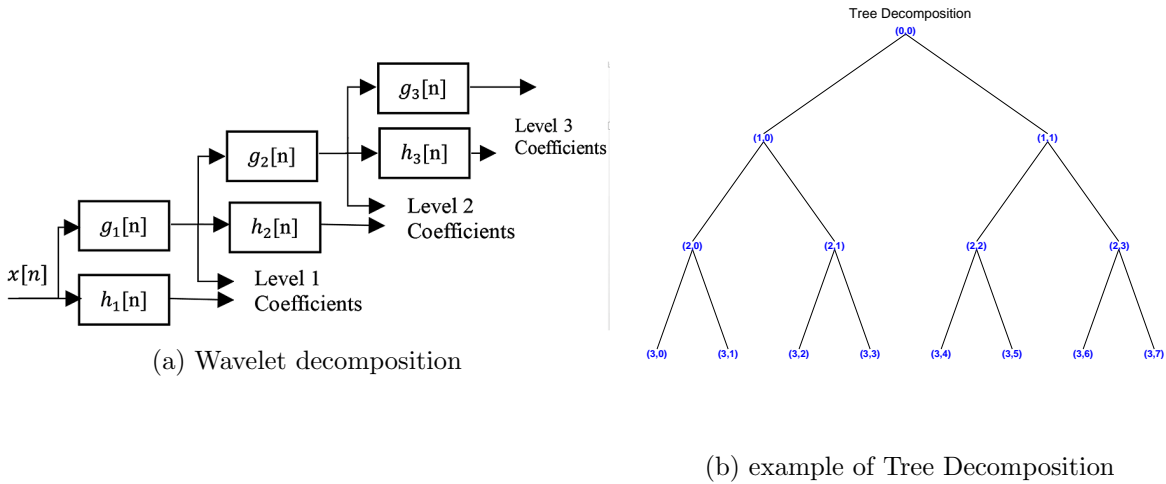 g₃[n]
Level 3
Coefficients
g₂[n]
h₃[n]
Level 2
Coefficients
g₁[n]
h₂[n]
x[n]
Level 1
Coefficients
h₁[n]
(a) Wavelet decomposition
Tree Decomposition
(0,0)
(1,0) (1,1)
(2,0) (2,1) (2,2) (2,3)
(3,0) (3,1) (3,2) (3,3) (3,4) (3,5) (3,6) (3,7)
(b) example of Tree Decomposition